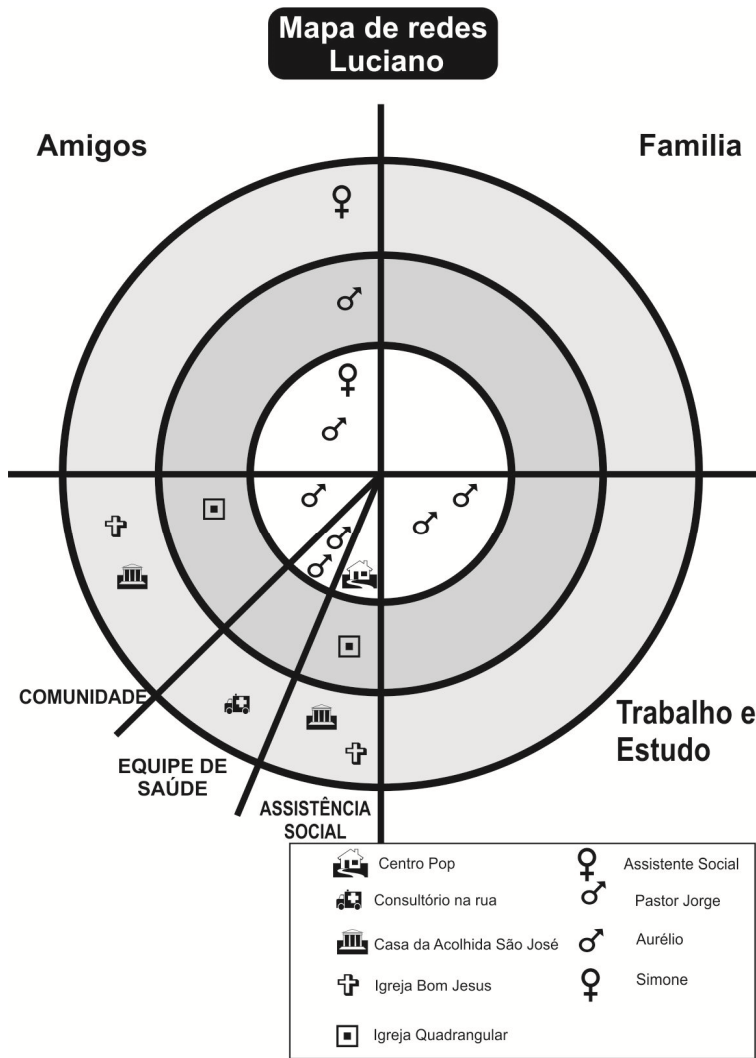 Mapa de redes
Luciano
Amigos
Familia
COMUNIDADE
EQUIPE DE
SAÚDE
ASSISTÊNCIA
SOCIAL
Trabalho e
Estudo
Centro Pop
Consultório na rua
Casa da Acolhida São José
Igreja Bom Jesus
Igreja Quadrangular
Assistente Social
Pastor Jorge
Aurélio
Simone